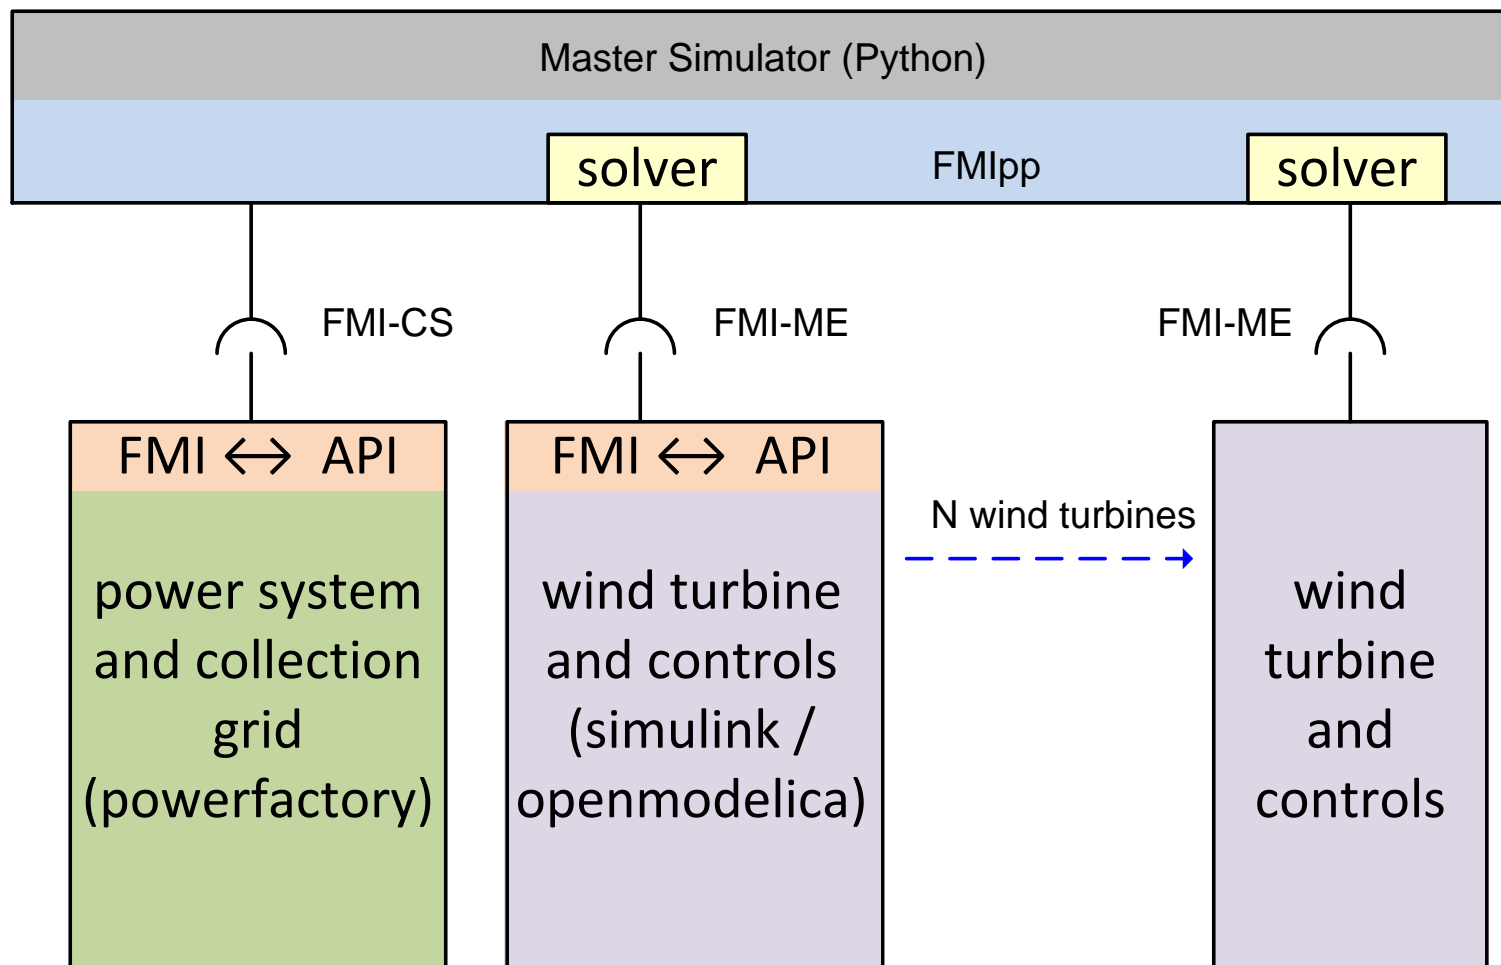 Master Simulator (Python)
solver
FMIpp
solver
FMI-CS
FMI-ME
FMI-ME
FMI ↔ API
FMI ↔ API
N wind turbines
power system
and collection
grid
(powerfactory)
wind turbine
and controls
(simulink /
openmodelica)
wind
turbine
and
controls